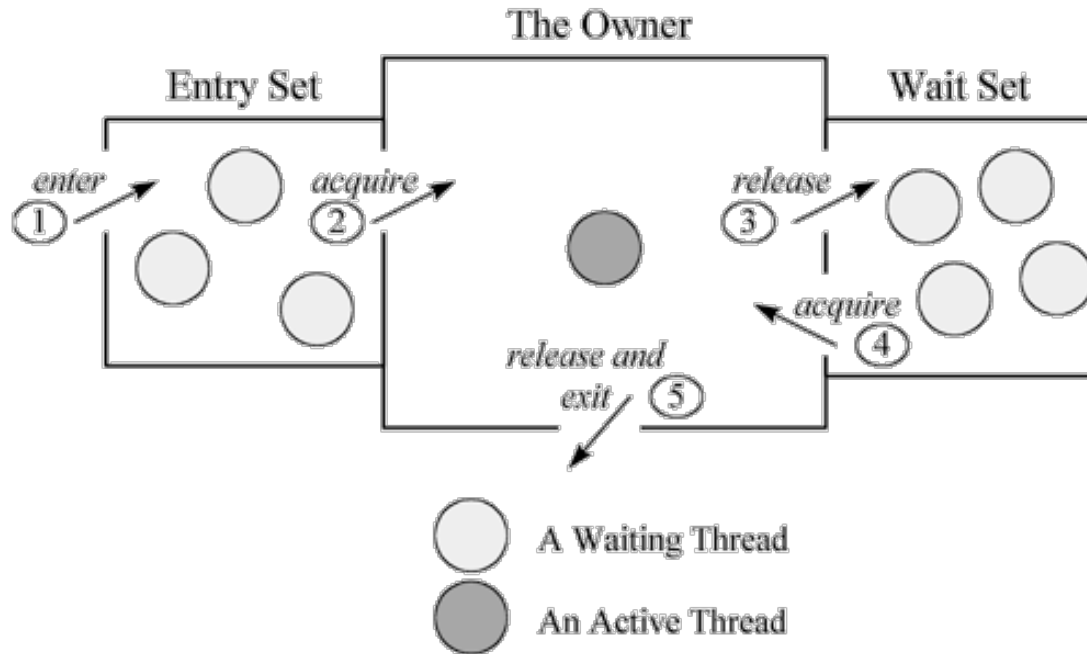 The Owner
Entry Set
Wait Set
enter
1
acquire
2
release
3
acquire
4
release and
exit 5
A Waiting Thread
An Active Thread